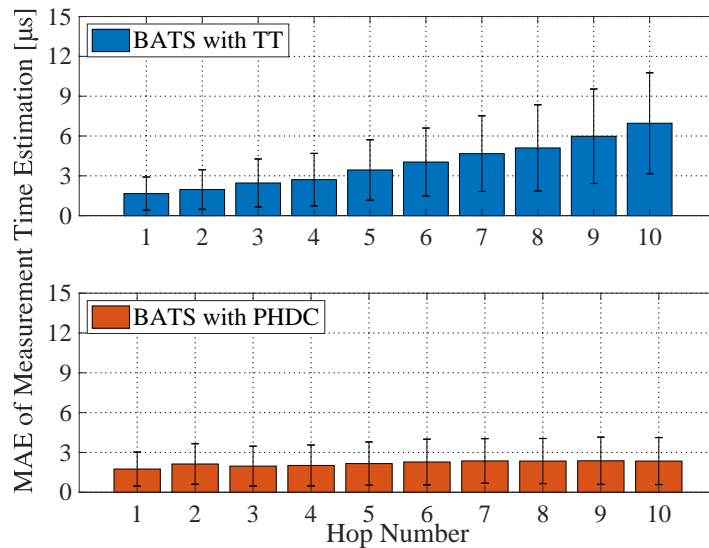 MAE of Measurement Time Estimation [µs]
15
12
9
6
3
0
BATS with TT
1 2 3 4 5 6 7 8 9 10
15
12
9
6
3
0
BATS with PHDC
1 2 3 4 5 6 7 8 9 10
Hop Number